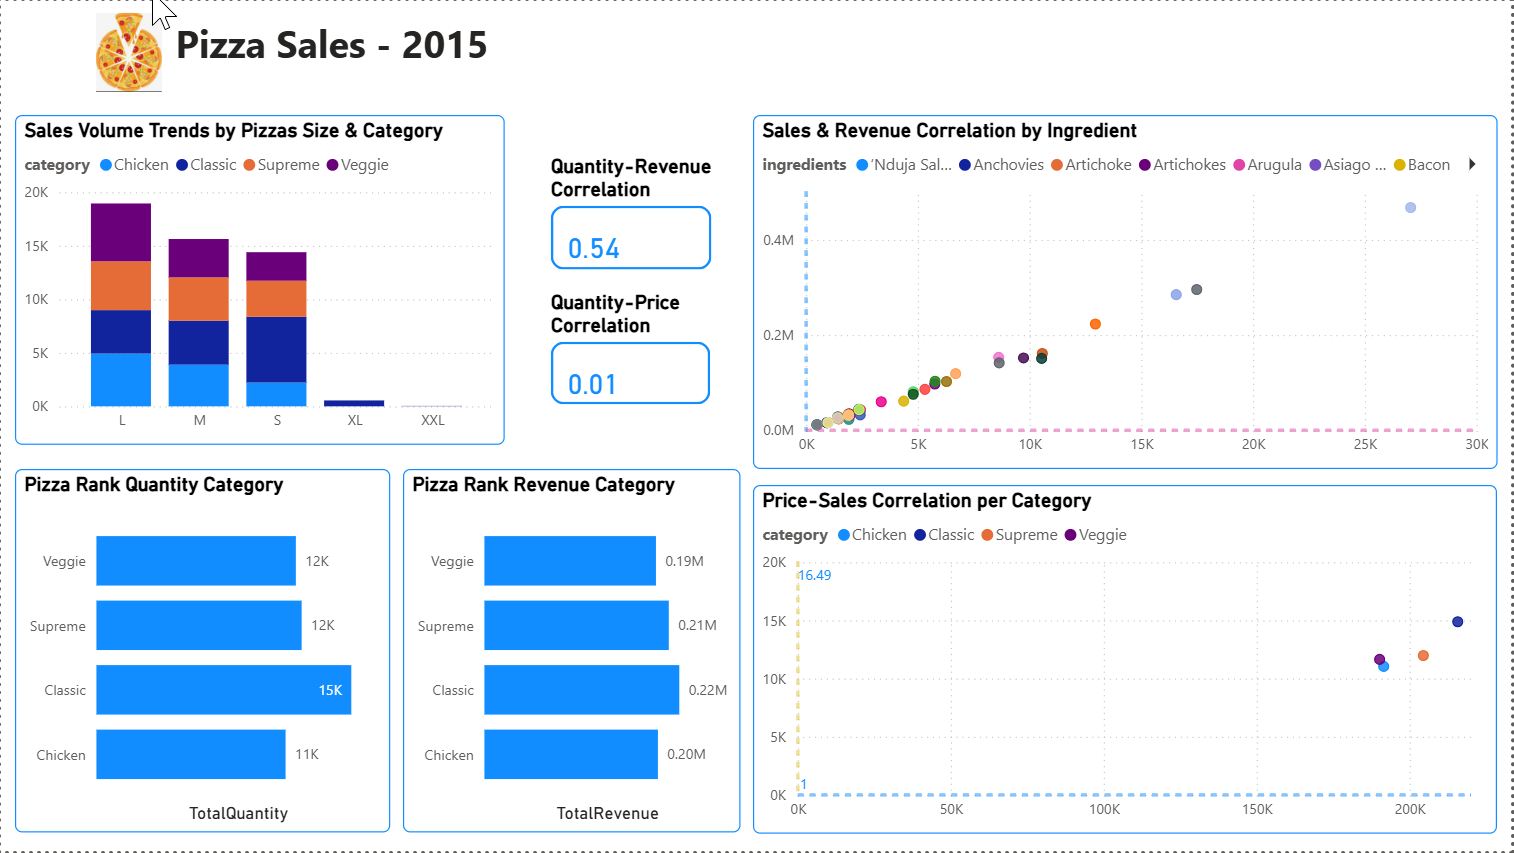 Pizza Sales - 2015
Sales Volume Trends by Pizzas Size & Category
category Chicken Classic Supreme Veggie
20K
15K
10K
5K
0K
L M S XL XXL
Quantity-Revenue
Correlation
0.54
Quantity-Price
Correlation
0.01
Sales & Revenue Correlation by Ingredient
ingredients ‘Nduja Sal... Anchovies Artichoke Artichokes Arugula Asiago ... Bacon
0.4M
0.2M
0.0M
0K 5K 10K 15K 20K 25K 30K
Pizza Rank Quantity Category
Veggie 12K
Supreme 12K
Classic 15K
Chicken 11K
TotalQuantity
Pizza Rank Revenue Category
Veggie 0.19M
Supreme 0.21M
Classic 0.22M
Chicken 0.20M
TotalRevenue
Price-Sales Correlation per Category
category Chicken Classic Supreme Veggie
20K
16.49
15K
10K
5K
1
0K
0K 50K 100K 150K 200K